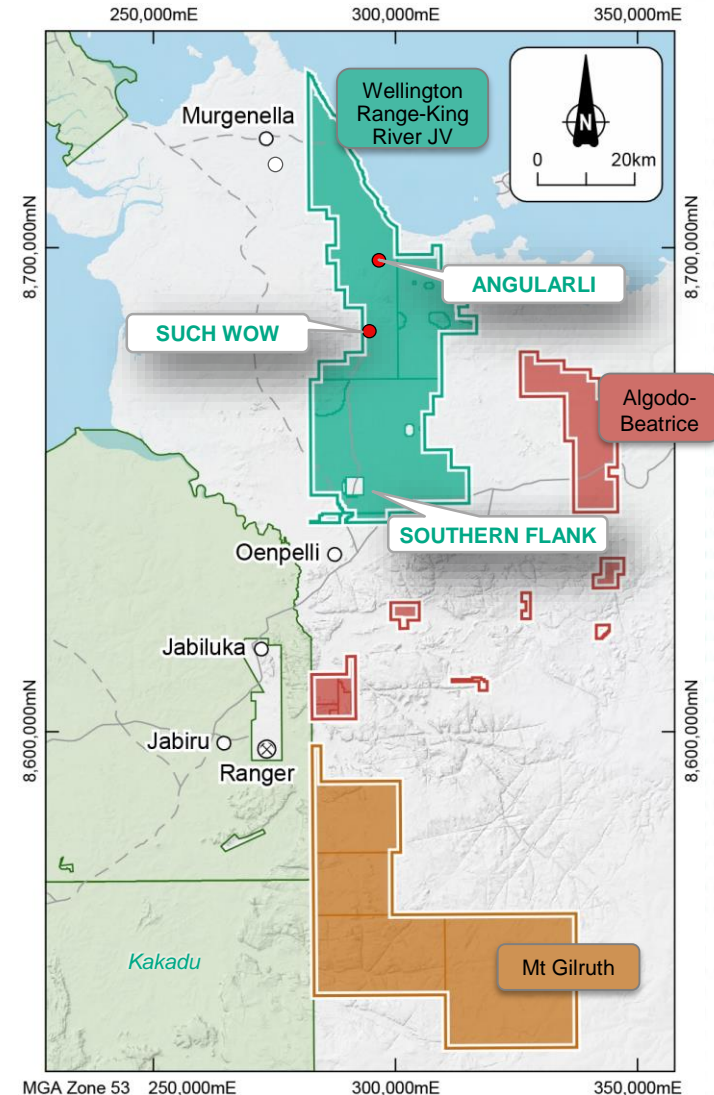 250,000mE 300,000mE 350,000mE
Wellington
Range-King
River JV
Murgenella
N
0 20km
8,700,000mN
8,700,000mN
ANGULARLI
SUCH WOW
Algodo-
Beatrice
SOUTHERN FLANK
Oenpelli
Jabiluka
Jabiru
Ranger
8,600,000mN
8,600,000mN
Kakadu
Mt Gilruth
MGA Zone 53 250,000mE 300,000mE 350,000mE